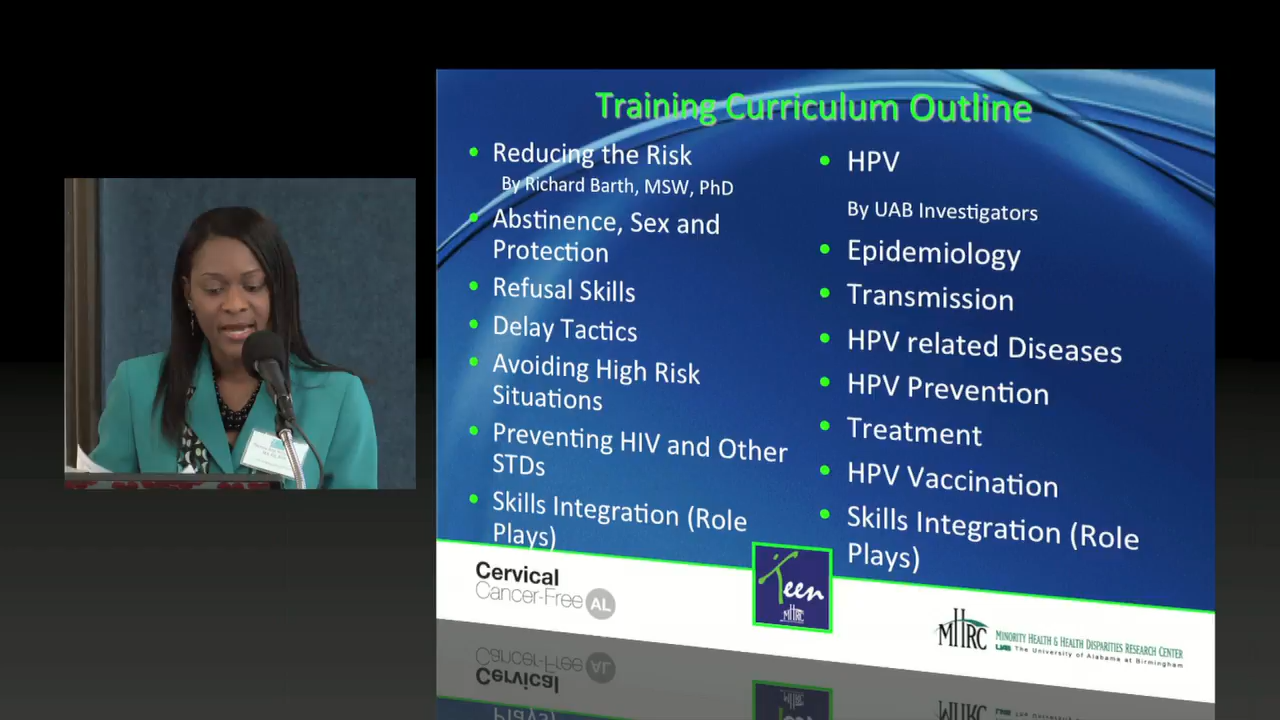 Training Curriculum Outline
• Reducing the Risk
By Richard Barth, MSW, PhD
• Abstinence, Sex and
Protection
• Refusal Skills
• Delay Tactics
• Avoiding High Risk
Situations
• Preventing HIV and Other
STDs
• Skills Integration (Role
Plays)
• HPV
By UAB Investigators
• Epidemiology
• Transmission
• HPV related Diseases
• HPV Prevention
• Treatment
• HPV Vaccination
• Skills Integration (Role
Plays)
Cervical
Cancer-Free AL
Teen
MHRC
MHRC MINORITY HEALTH & HEALTH DISPARITIES RESEARCH CENTER
UAB The University of Alabama at Birmingham